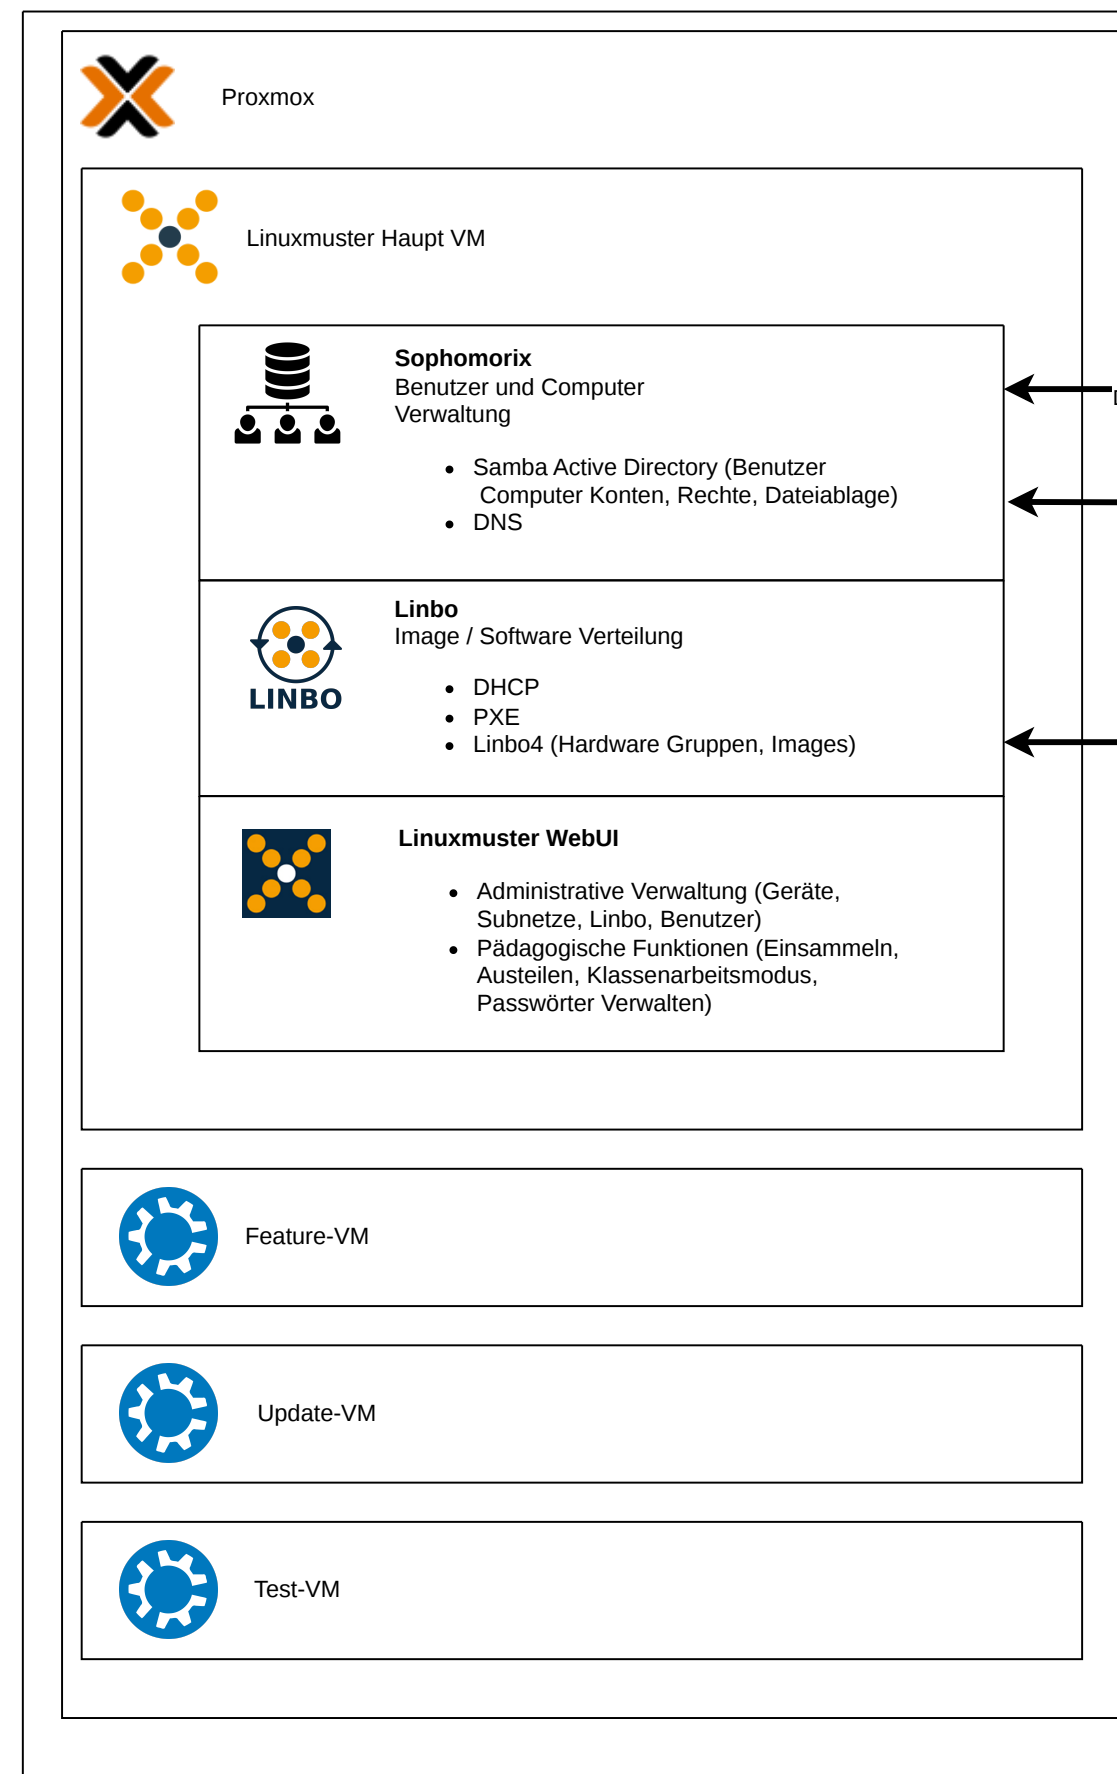 Proxmox
Linuxmuster Haupt VM
Sophomorix
Benutzer und Computer
Verwaltung
• Samba Active Directory (Benutzer
Computer Konten, Rechte, Dateiablage)
• DNS
Linbo
Image / Software Verteilung
LINBO
• DHCP
• PXE
• Linbo4 (Hardware Gruppen, Images)
Linuxmuster WebUI
• Administrative Verwaltung (Geräte,
Subnetze, Linbo, Benutzer)
• Pädagogische Funktionen (Einsammeln,
Austeilen, Klassenarbeitsmodus,
Passwörter Verwalten)
Feature-VM
Update-VM
Test-VM